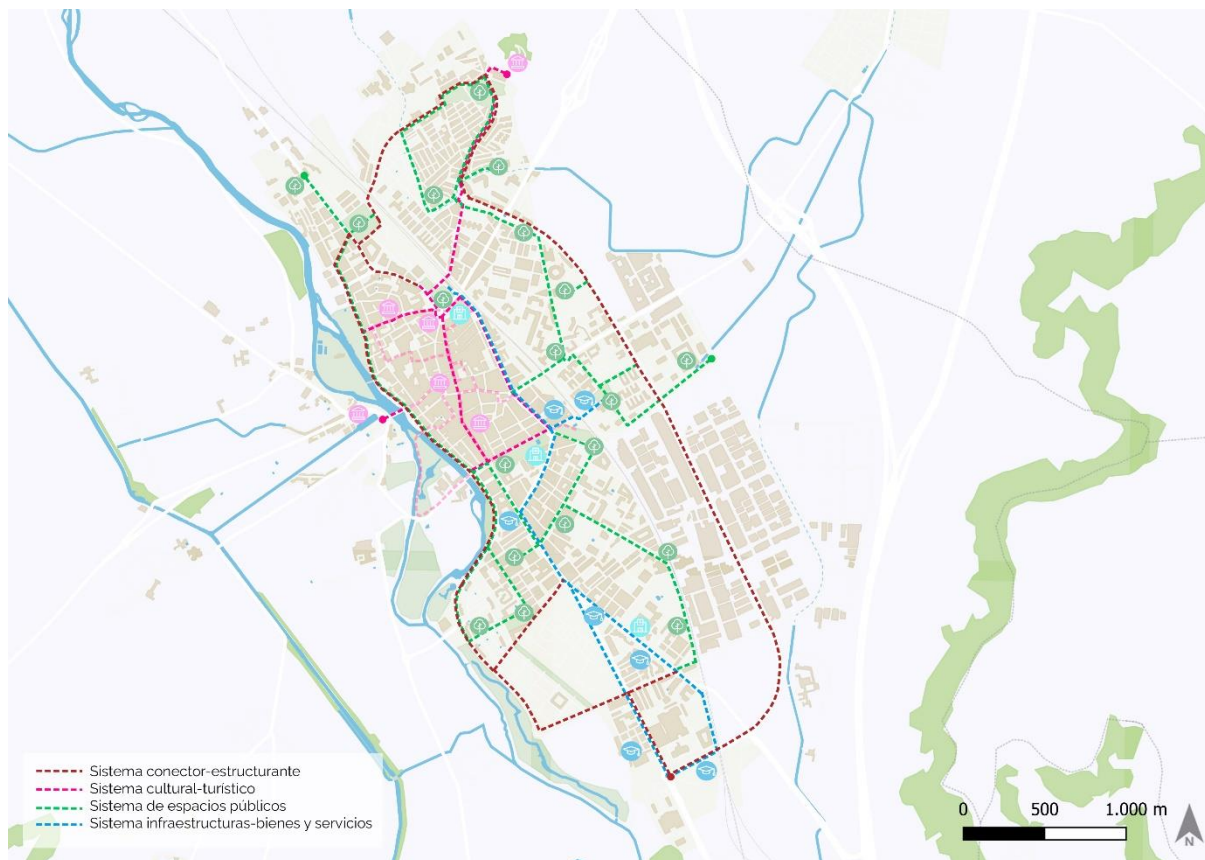 Sistema conector-estructurante
Sistema cultural-turístico
Sistema de espacios públicos
Sistema infraestructuras-bienes y servicios
0 500 1.000 m
N